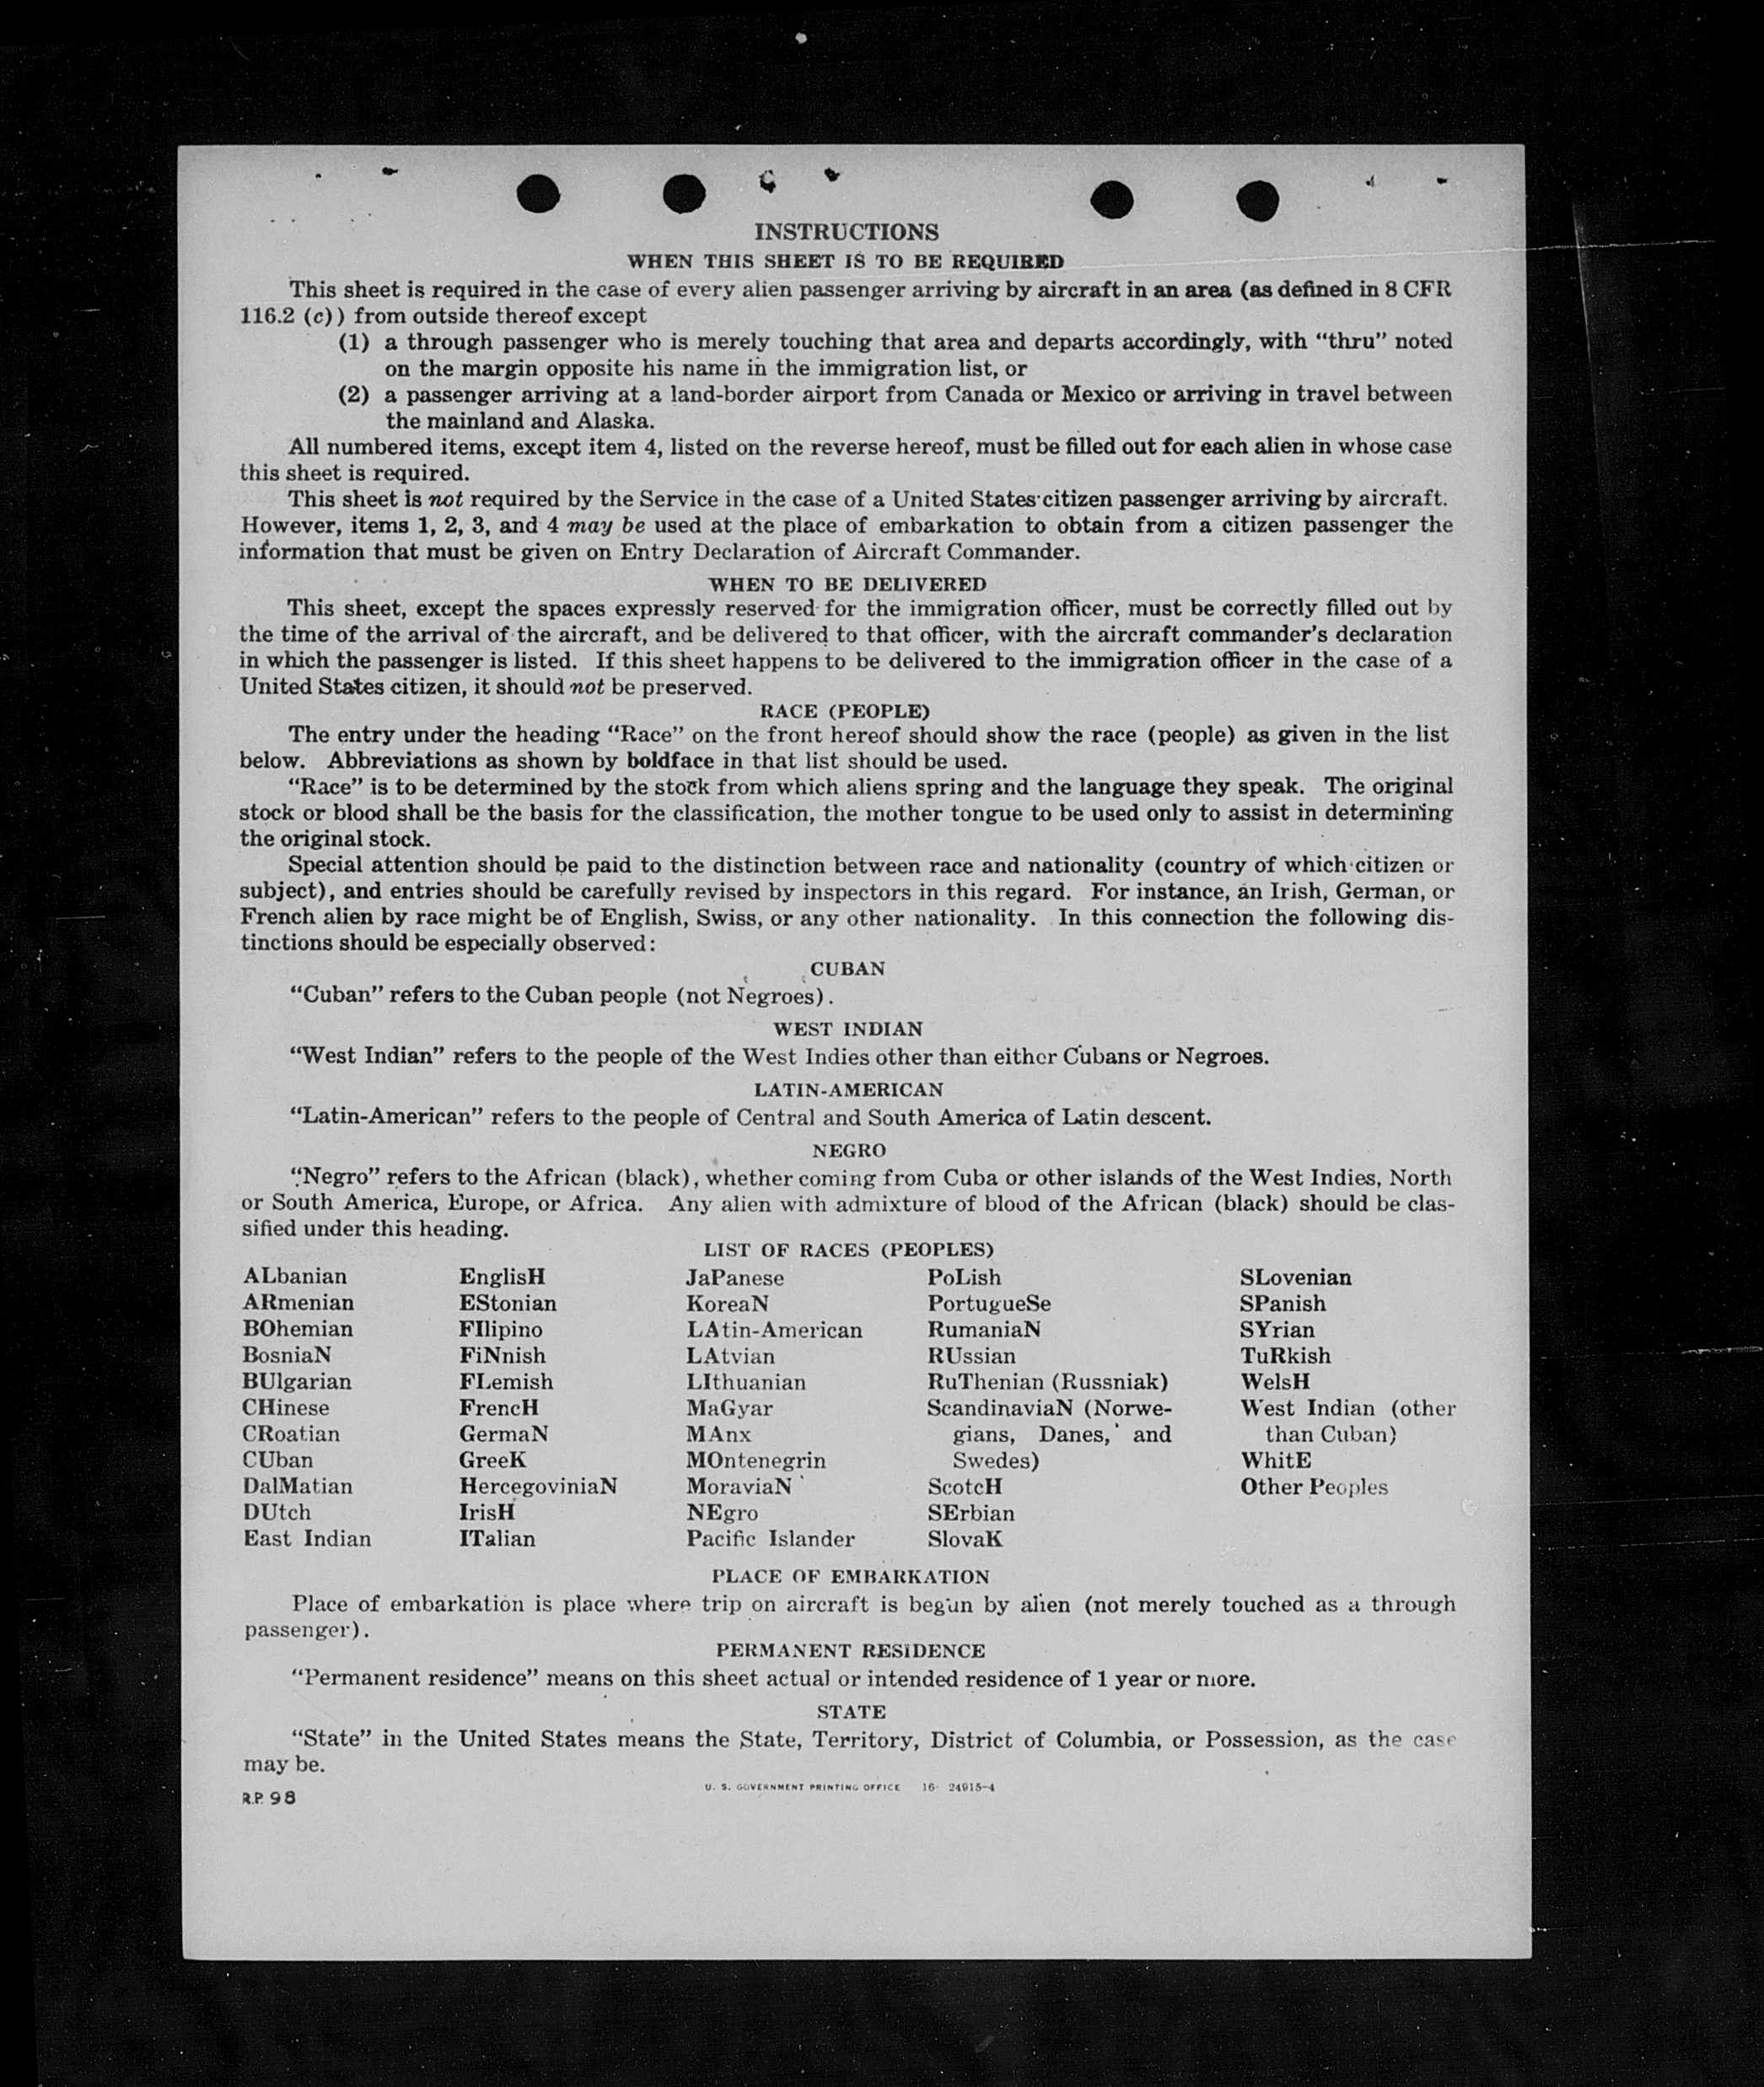 INSTRUCTIONS
WHEN THIS SHEET IS TO BE REQUIRED
This sheet is required in the case of every alien passenger arriving by aircraft in an area (as defined in 8 CFR
116.2 (c)) from outside thereof except
(1) a through passenger who is merely touching that area and departs accordingly, with “thru” noted
on the margin opposite his name in the immigration list, or
(2) a passenger arriving at a land-border airport from Canada or Mexico or arriving in travel between
the mainland and Alaska.
All numbered items, except item 4, listed on the reverse hereof, must be filled out for each alien in whose case
this sheet is required.
This sheet is not required by the Service in the case of a United States citizen passenger arriving by aircraft.
However, items 1, 2, 3, and 4 may be used at the place of embarkation to obtain from a citizen passenger the
information that must be given on Entry Declaration of Aircraft Commander.
WHEN TO BE DELIVERED
This sheet, except the spaces expressly reserved for the immigration officer, must be correctly filled out by
the time of the arrival of the aircraft, and be delivered to that officer, with the aircraft commander’s declaration
in which the passenger is listed. If this sheet happens to be delivered to the immigration officer in the case of a
United States citizen, it should not be preserved.
RACE (PEOPLE)
The entry under the heading “Race” on the front hereof should show the race (people) as given in the list
below. Abbreviations as shown by boldface in that list should be used.
“Race” is to be determined by the stock from which aliens spring and the language they speak. The original
stock or blood shall be the basis for the classification, the mother tongue to be used only to assist in determining
the original stock.
Special attention should be paid to the distinction between race and nationality (country of which citizen or
subject), and entries should be carefully revised by inspectors in this regard. For instance, an Irish, German, or
French alien by race might be of English, Swiss, or any other nationality. In this connection the following dis-
tinctions should be especially observed:
CUBAN
“Cuban” refers to the Cuban people (not Negroes).
WEST INDIAN
“West Indian” refers to the people of the West Indies other than either Cubans or Negroes.
LATIN-AMERICAN
“Latin-American” refers to the people of Central and South America of Latin descent.
NEGRO
“Negro” refers to the African (black), whether coming from Cuba or other islands of the West Indies, North
or South America, Europe, or Africa. Any alien with admixture of blood of the African (black) should be clas-
sified under this heading.
LIST OF RACES (PEOPLES)
ALbanian
ARmenian
BOhemian
BosniaN
BUlgarian
CHinese
CRoatian
CUban
DalMatian
DUtch
East Indian
EnglisH
EStonian
FIlipino
FiNnish
FLemish
FrencH
GermaN
GreeK
HercegoviniaN
IrisH
ITalian
JaPanese
KoreaN
LAtin-American
LAtvian
LIthuanian
MaGyar
MAnx
MOntenegrin
MoraviaN
NEgro
Pacific Islander
PoLish
PortugueSe
RumaniaN
RUssian
RuThenian (Russniak)
ScandinaviaN (Norwe-
gians, Danes, and
Swedes)
ScotcH
SErbian
SlovaK
SLovenian
SPanish
SYrian
TuRkish
WelsH
West Indian (other
than Cuban)
WhitE
Other Peoples
PLACE OF EMBARKATION
Place of embarkation is place where trip on aircraft is begun by alien (not merely touched as a through
passenger).
PERMANENT RESIDENCE
“Permanent residence” means on this sheet actual or intended residence of 1 year or more.
STATE
“State” in the United States means the State, Territory, District of Columbia, or Possession, as the case
may be.
U. S. GOVERNMENT PRINTING OFFICE 16-24915-4
R.P. 98